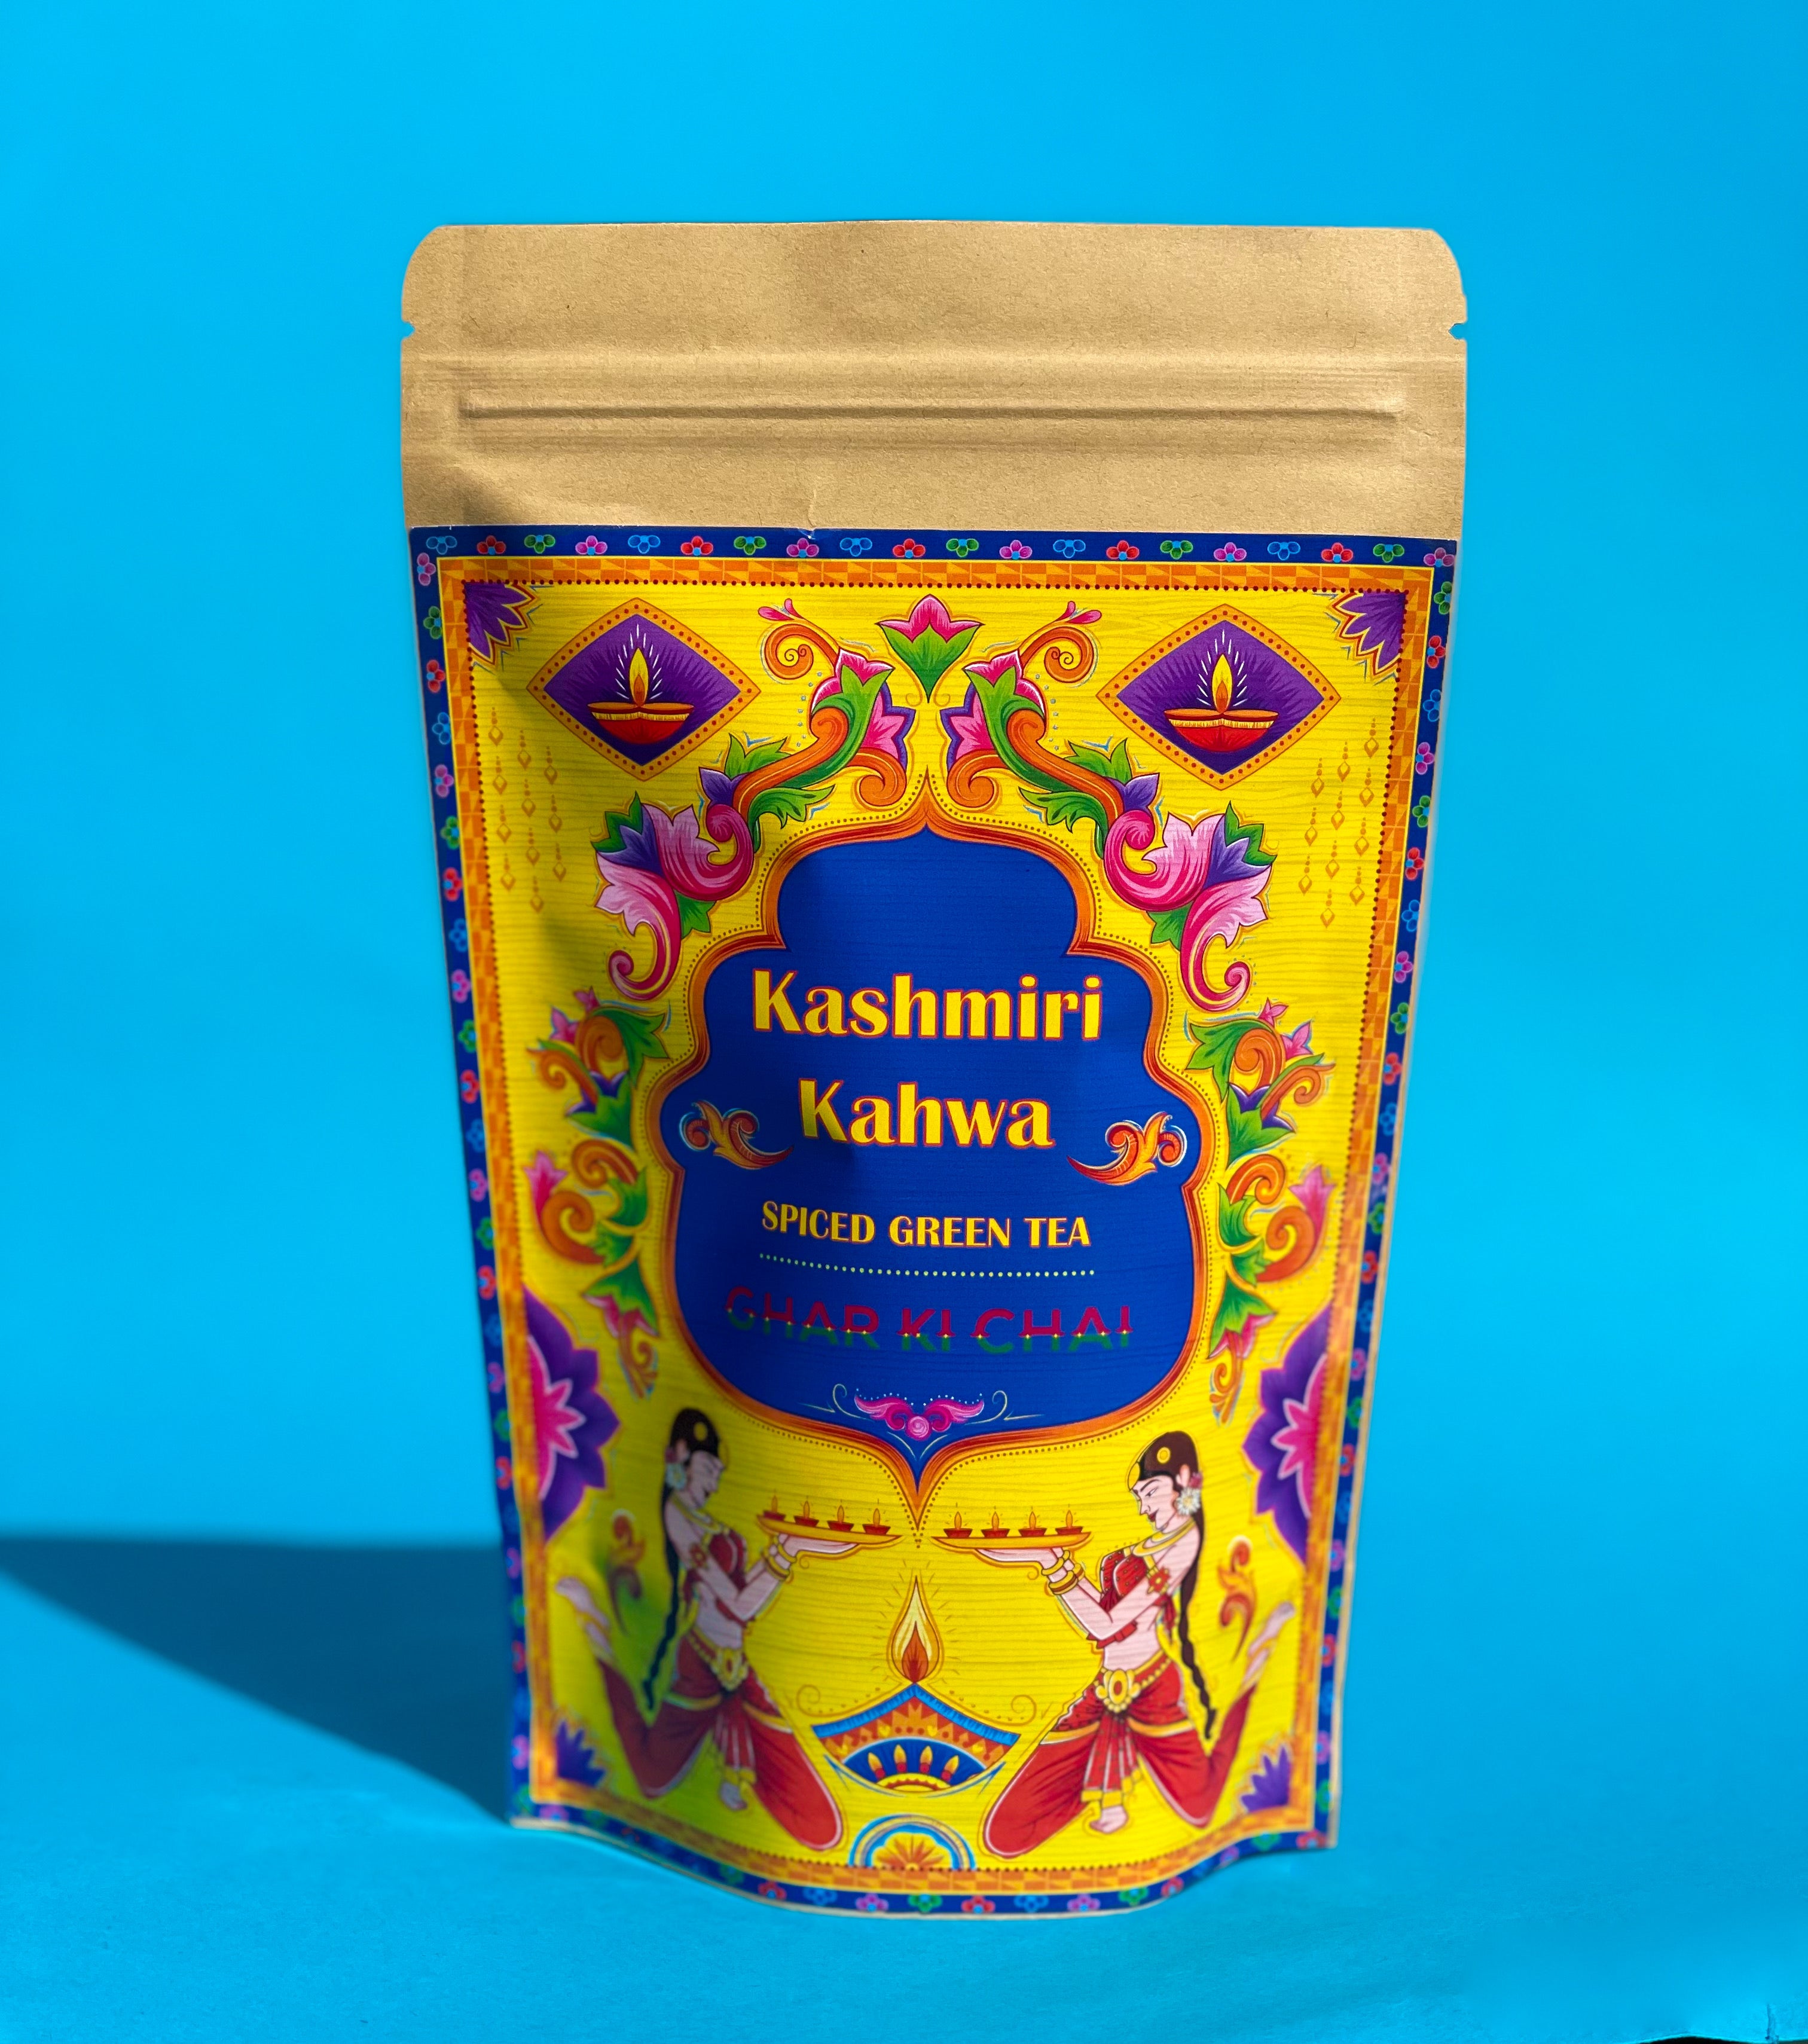 Kashmiri
Kahwa
SPICED GREEN TEA
GHAR KI CHAI